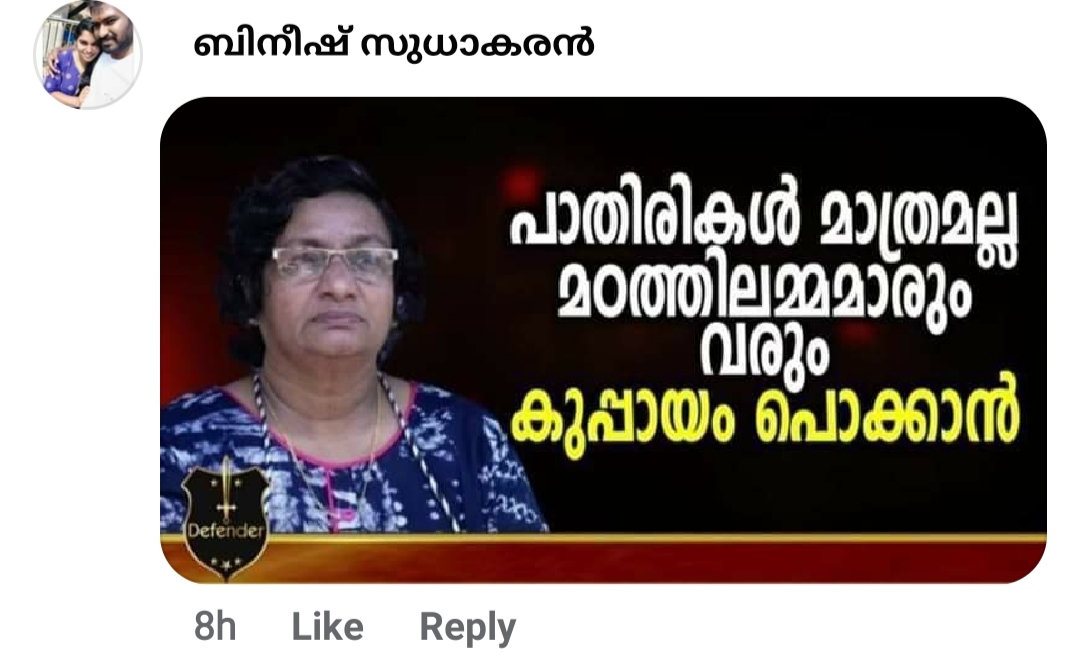 ബിനീഷ് സുധാകരൻ
പാതിരികൾ മാത്രമല്ല
മഠത്തിലമ്മമാരും
വരും
കുപ്പായം പൊക്കാൻ
Defender
8h Like Reply